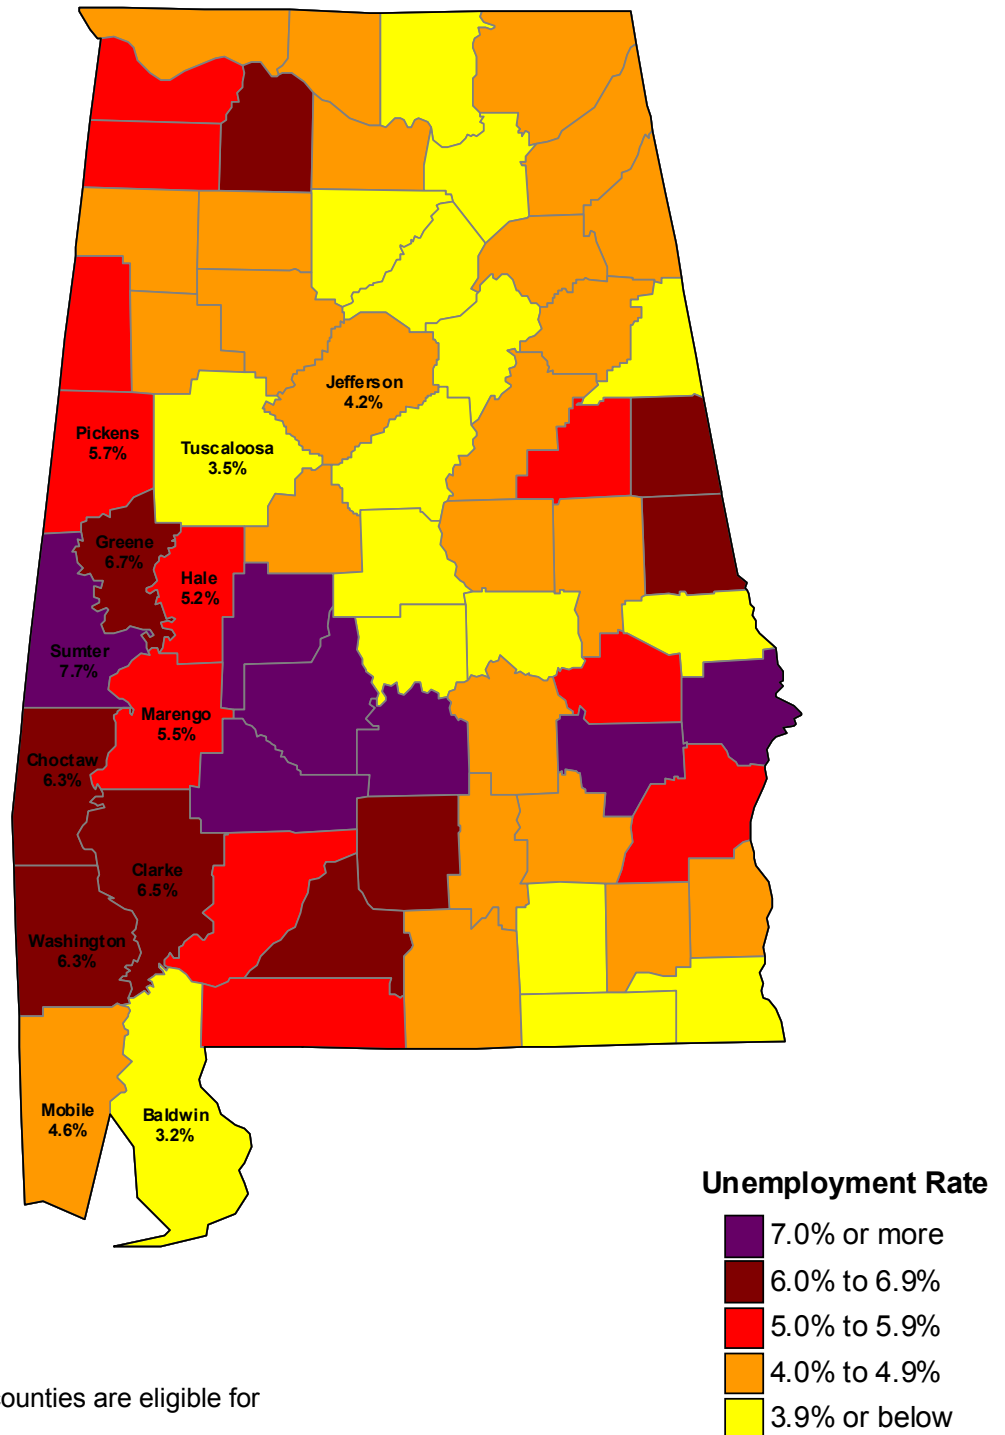 Jefferson
4.2%
Pickens
5.7%
Tuscaloosa
3.5%
Greene
6.7%
Hale
5.2%
Sumter
7.7%
Marengo
5.5%
Choctaw
6.3%
Clarke
6.5%
Washington
6.3%
Mobile
4.6%
Baldwin
3.2%
Unemployment Rate
7.0% or more
6.0% to 6.9%
5.0% to 5.9%
4.0% to 4.9%
3.9% or below
counties are eligible for